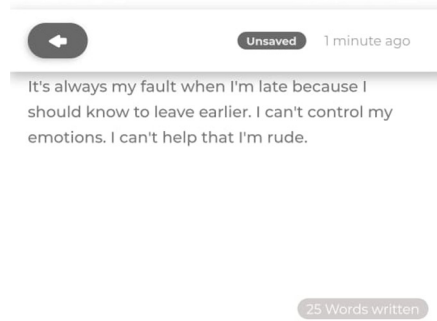 Unsaved 1 minute ago
It's always my fault when I'm late because I
should know to leave earlier. I can't control my
emotions. I can't help that I'm rude.
25 Words written